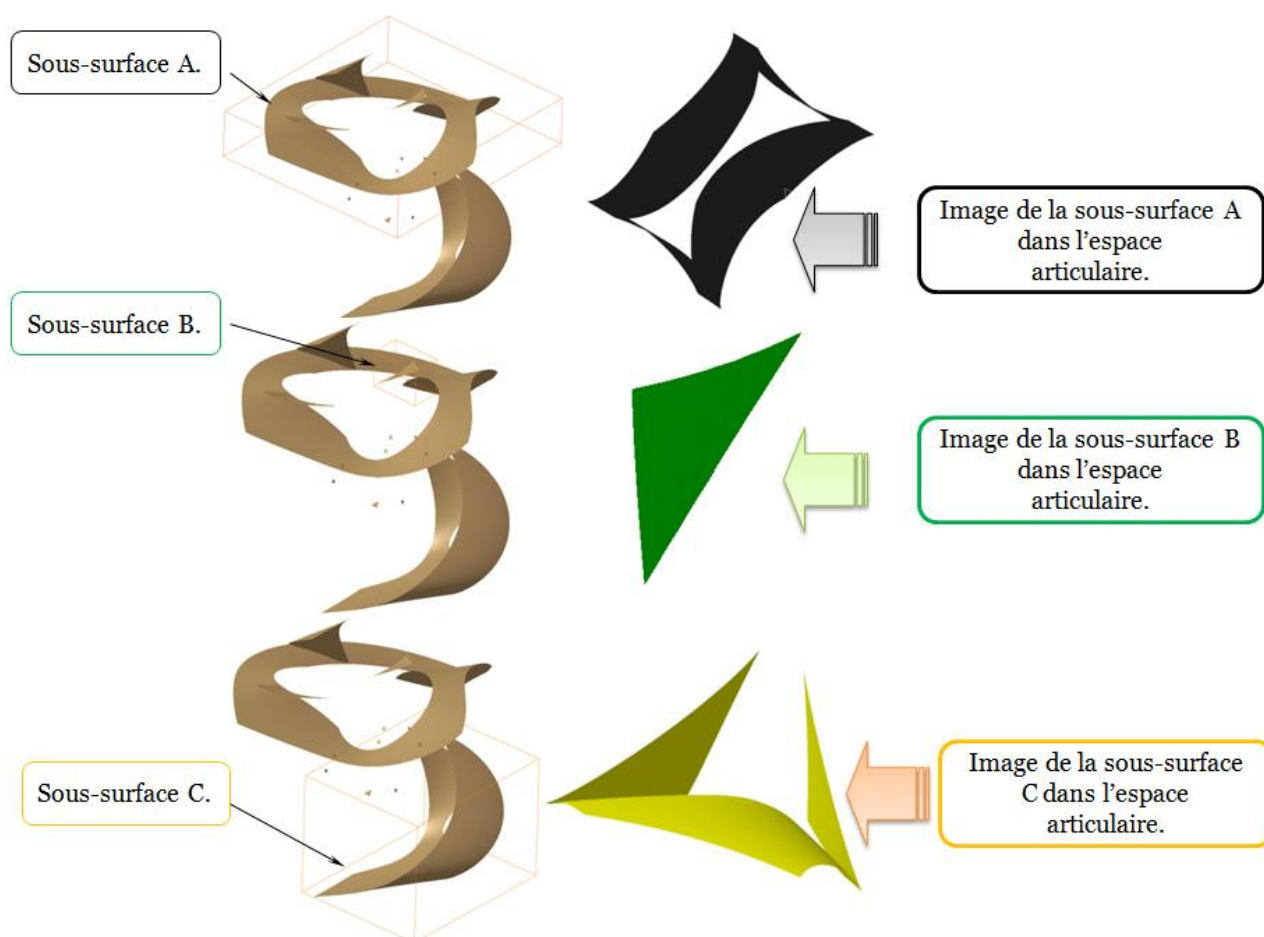 Sous-surface A.
Image de la sous-surface A
dans l’espace
articulaire.
Sous-surface B.
Image de la sous-surface B
dans l’espace
articulaire.
Sous-surface C.
Image de la sous-surface
C dans l’espace
articulaire.